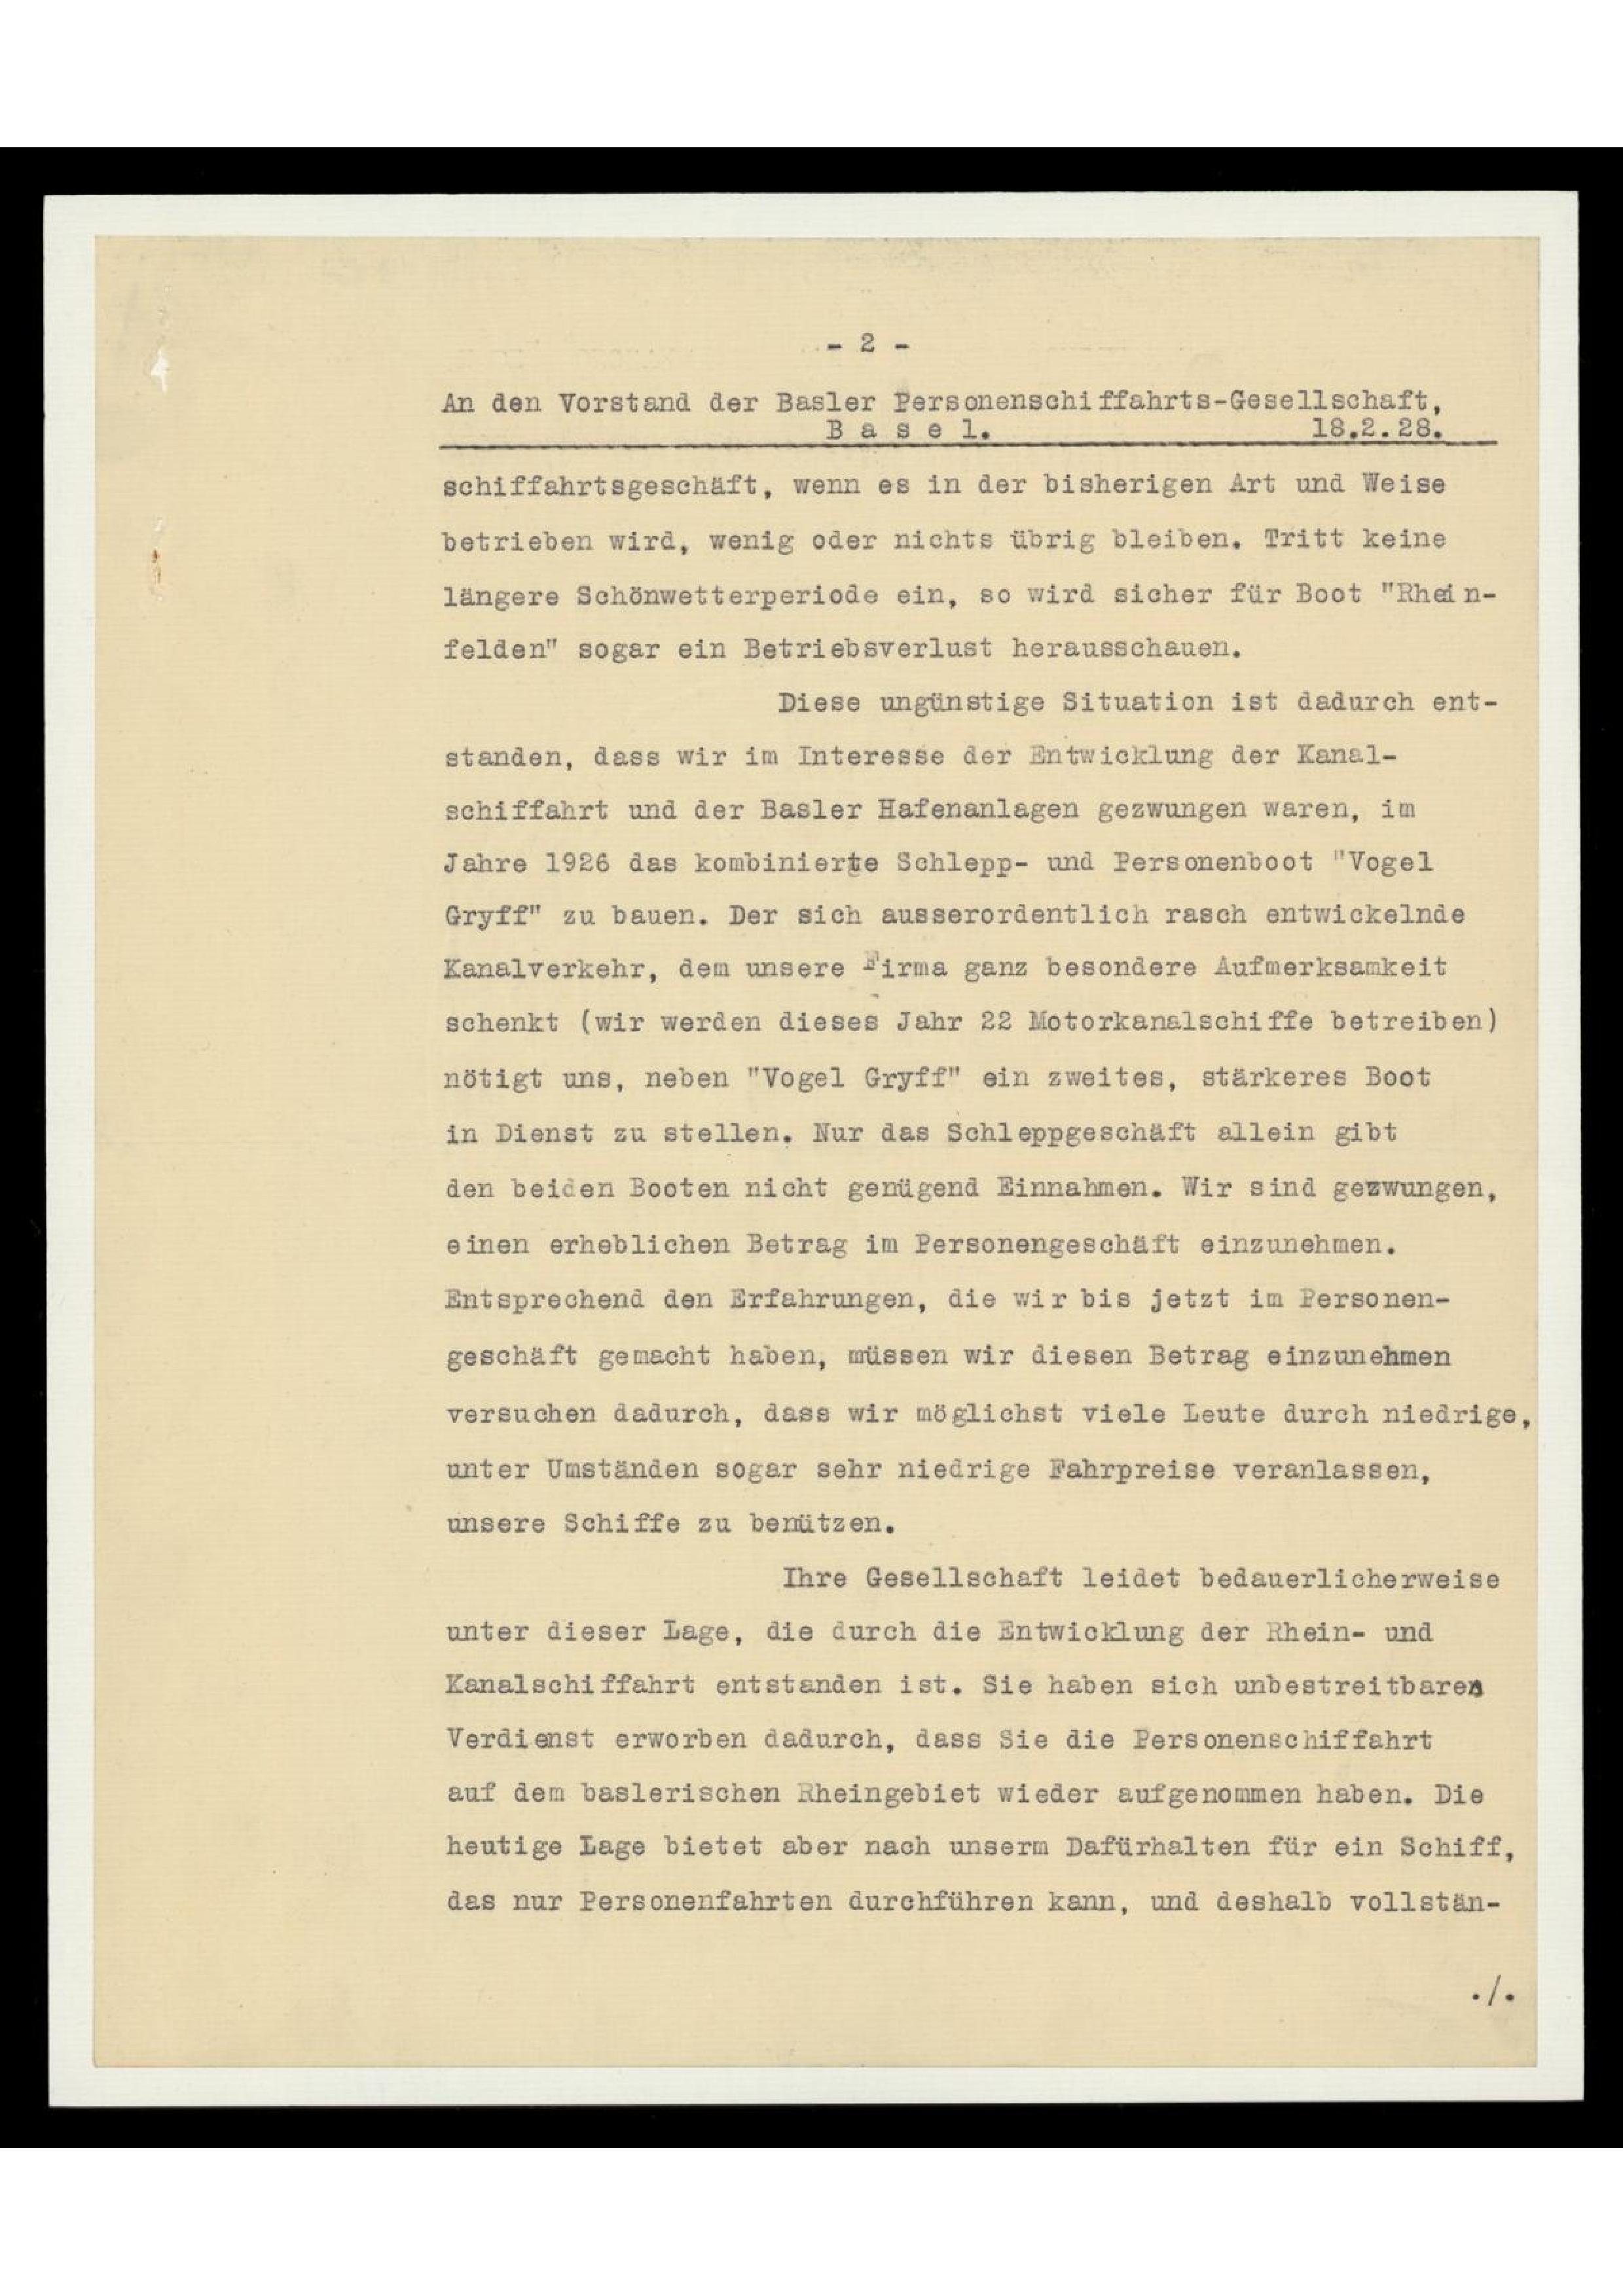 - 2 -
An den Vorstand der Basler Personenschiffahrts-Gesellschaft,
B a s e l. 18.2.28.
schiffahrtsgeschäft, wenn es in der bisherigen Art und Weise
betrieben wird, wenig oder nichts übrig bleiben. Tritt keine
längere Schönwetterperiode ein, so wird sicher für Boot "Rhein-
felden" sogar ein Betriebsverlust herausschauen.
Diese ungünstige Situation ist dadurch ent-
standen, dass wir im Interesse der Entwicklung der Kanal-
schiffahrt und der Basler Hafenanlagen gezwungen waren, im
Jahre 1926 das kombinierte Schlepp- und Personenboot "Vogel
Gryff" zu bauen. Der sich ausserordentlich rasch entwickelnde
Kanalverkehr, dem unsere Firma ganz besondere Aufmerksamkeit
schenkt (wir werden dieses Jahr 22 Motorkanalschiffe betreiben)
nötigt uns, neben "Vogel Gryff" ein zweites, stärkeres Boot
in Dienst zu stellen. Nur das Schleppgeschäft allein gibt
den beiden Booten nicht genügend Einnahmen. Wir sind gezwungen,
einen erheblichen Betrag im Personengeschäft einzunehmen.
Entsprechend den Erfahrungen, die wir bis jetzt im Personen-
geschäft gemacht haben, müssen wir diesen Betrag einzunehmen
versuchen dadurch, dass wir möglichst viele Leute durch niedrige,
unter Umständen sogar sehr niedrige Fahrpreise veranlassen,
unsere Schiffe zu benützen.
Ihre Gesellschaft leidet bedauerlicherweise
unter dieser Lage, die durch die Entwicklung der Rhein- und
Kanalschiffahrt entstanden ist. Sie haben sich unbestreitbaren
Verdienst erworben dadurch, dass Sie die Personenschiffahrt
auf dem baslerischen Rheingebiet wieder aufgenommen haben. Die
heutige Lage bietet aber nach unserm Dafürhalten für ein Schiff,
das nur Personenfahrten durchführen kann, und deshalb vollstän-
./.